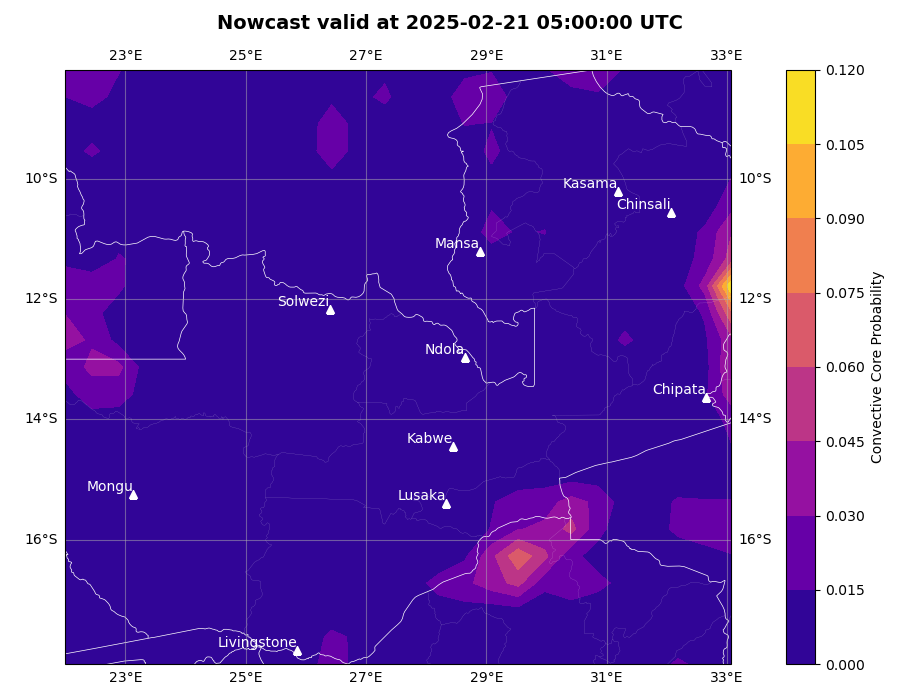 Nowcast valid at 2025-02-21 05:00:00 UTC
23°E 25°E 27°E 29°E 31°E 33°E
0.120
0.105
0.090
0.075
0.060
0.045
0.030
0.015
0.000
Convective Core Probability
10°S 10°S
12°S 12°S
14°S 14°S
16°S 16°S
Kasama
Chinsali
Mansa
Solwezi
Ndola
Chipata
Kabwe
Mongu
Lusaka
Livingstone
23°E 25°E 27°E 29°E 31°E 33°E